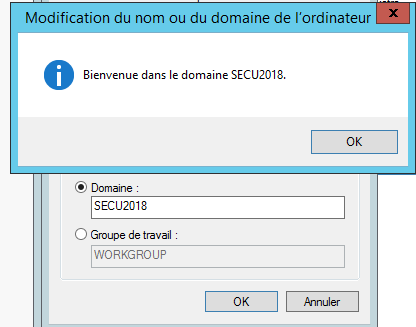 Modification du nom ou du domaine de l'ordinateur
x
Bienvenue dans le domaine SECU2018.
OK
Domaine :
SECU2018
Groupe de travail :
WORKGROUP
OK
Annuler